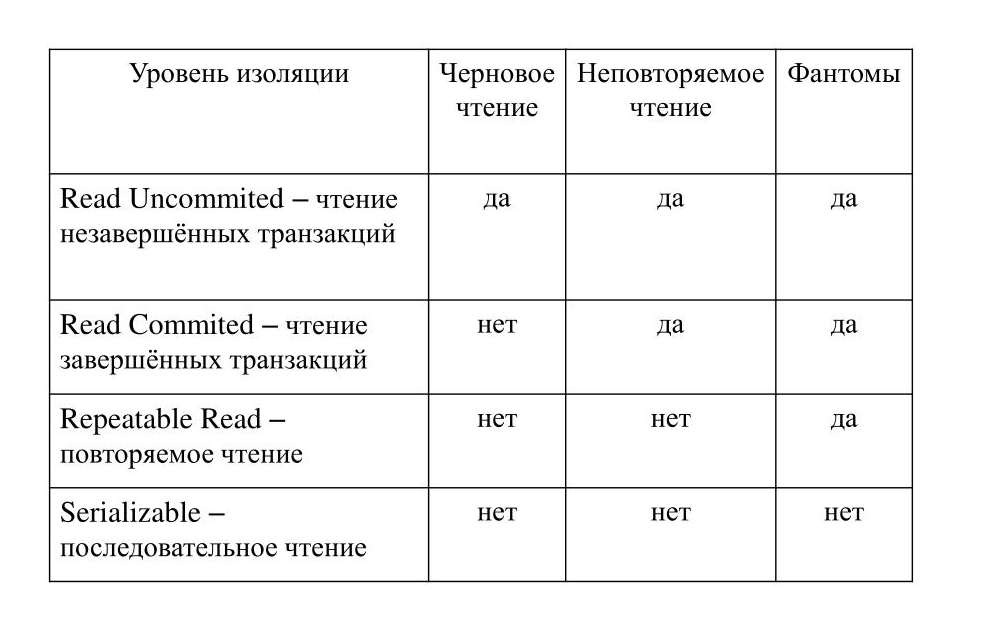 Уровень изоляции
Черновое
чтение
Неповторяемое
чтение
Фантомы
Read Uncommited – чтение
незавершённых транзакций
да
да
да
Read Commited – чтение
завершённых транзакций
нет
да
да
Repeatable Read –
повторяемое чтение
нет
нет
да
Serializable –
последовательное чтение
нет
нет
нет